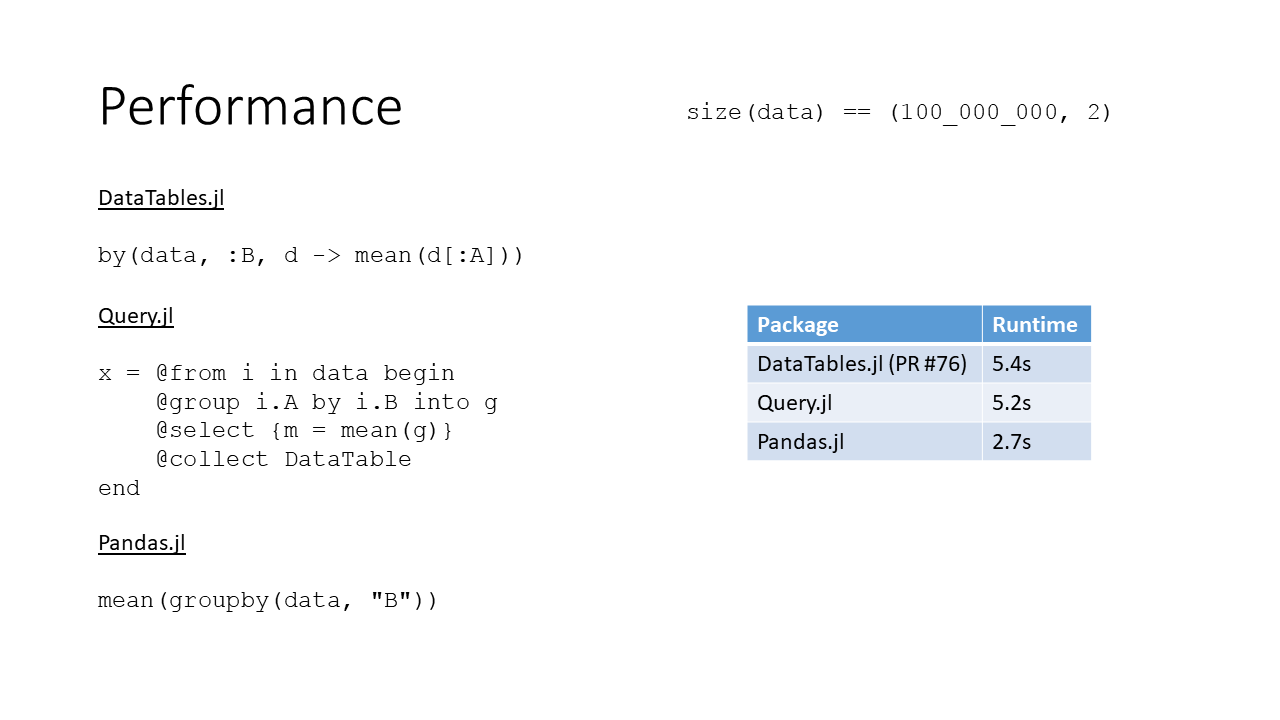 Performance
size(data) == (100_000_000, 2)
DataTables.jl
by(data, :B, d -> mean(d[:A]))
Query.jl
x = @from i in data begin
    @group i.A by i.B into g
    @select {m = mean(g)}
    @collect DataTable
end
Pandas.jl
mean(groupby(data, "B"))
Package Runtime
DataTables.jl (PR #76) 5.4s
Query.jl 5.2s
Pandas.jl 2.7s